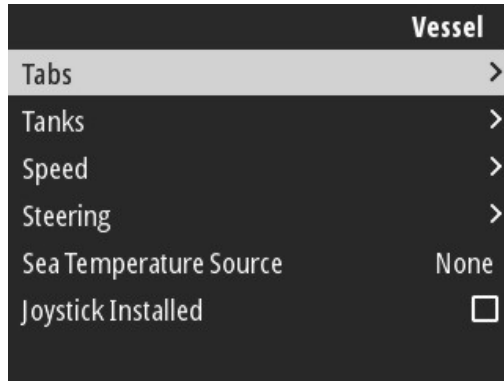 Vessel
Tabs
Tanks
Speed
Steering
Sea Temperature Source None
Joystick Installed